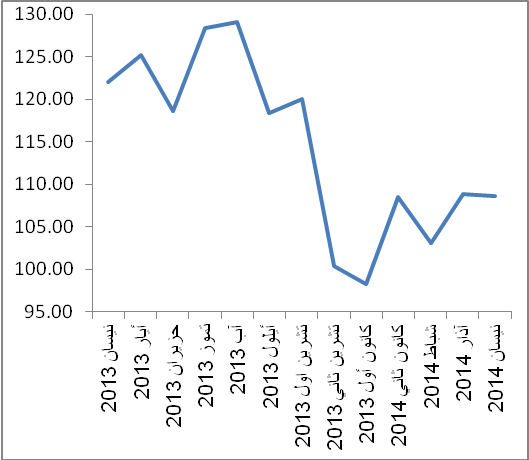 130.00
125.00
120.00
115.00
110.00
105.00
100.00
95.00
نيسان 2013
أيار 2013
حزيران 2013
تموز 2013
آب 2013
أيلول 2013
تشرين اول 2013
تشرين ثاني 2013
كانون أول 2013
كانون ثاني 2014
شباط 2014
آذار 2014
نيسان 2014